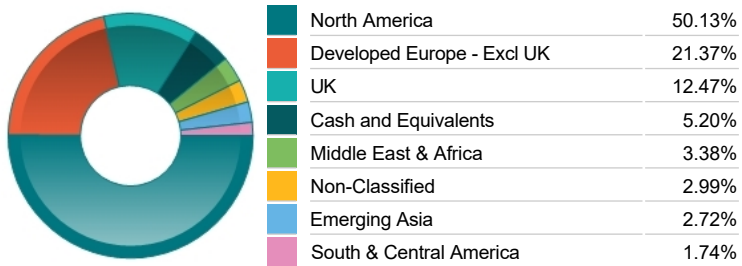 North America 50.13%
Developed Europe - Excl UK 21.37%
UK 12.47%
Cash and Equivalents 5.20%
Middle East & Africa 3.38%
Non-Classified 2.99%
Emerging Asia 2.72%
South & Central America 1.74%